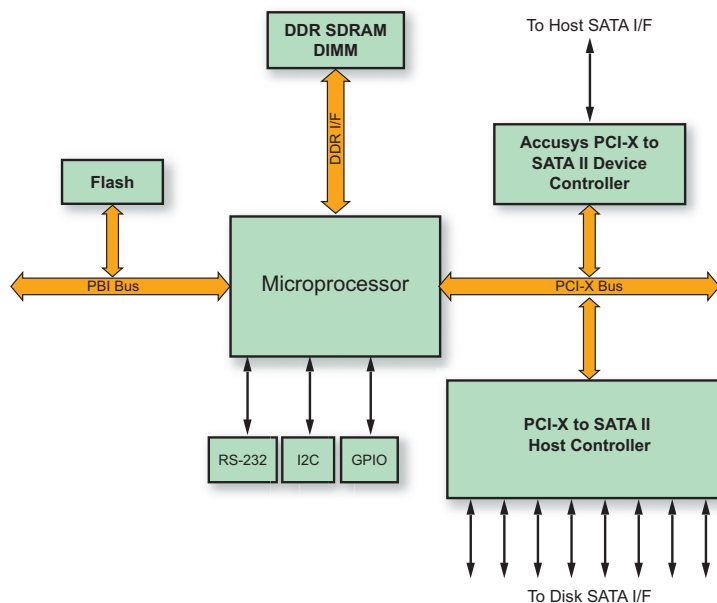 DDR SDRAM
DIMM
To Host SATA I/F
DDR I/F
Accusys PCI-X to
SATA II Device
Controller
Flash
Microprocessor
PBI Bus
PCI-X Bus
PCI-X to SATA II
Host Controller
RS-232
I2C
GPIO
To Disk SATA I/F